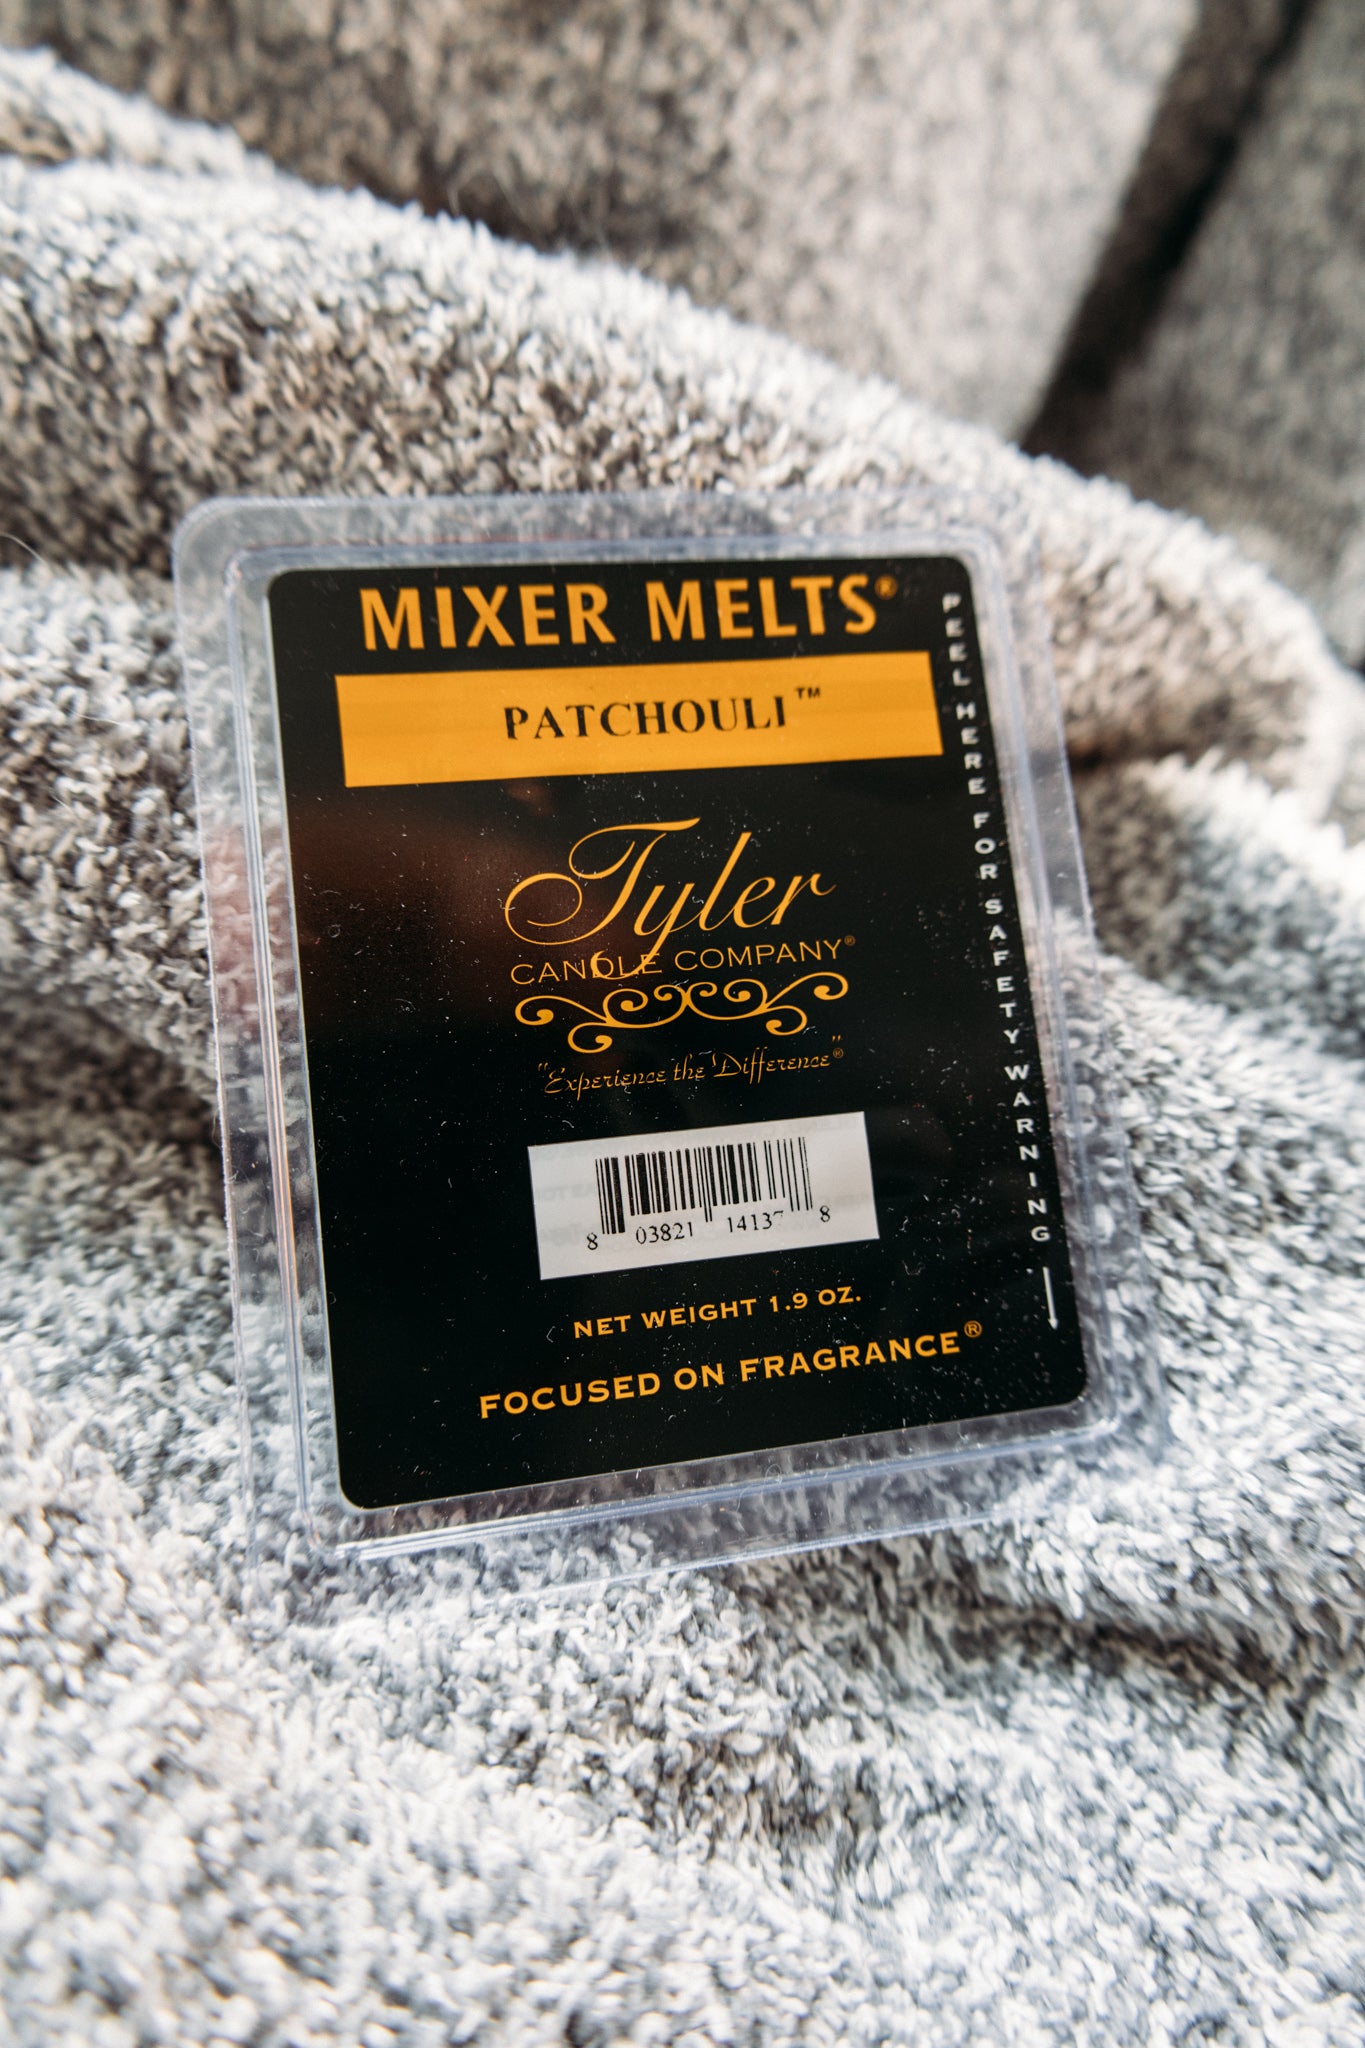 MIXER MELTS®
PATCHOULI™
Tyler
CANDLE COMPANY®
"Experience the Difference"®
8 03821 14137 8
NET WEIGHT 1.9 OZ.
FOCUSED ON FRAGRANCE®
PEEL HERE FOR SAFETY WARNING